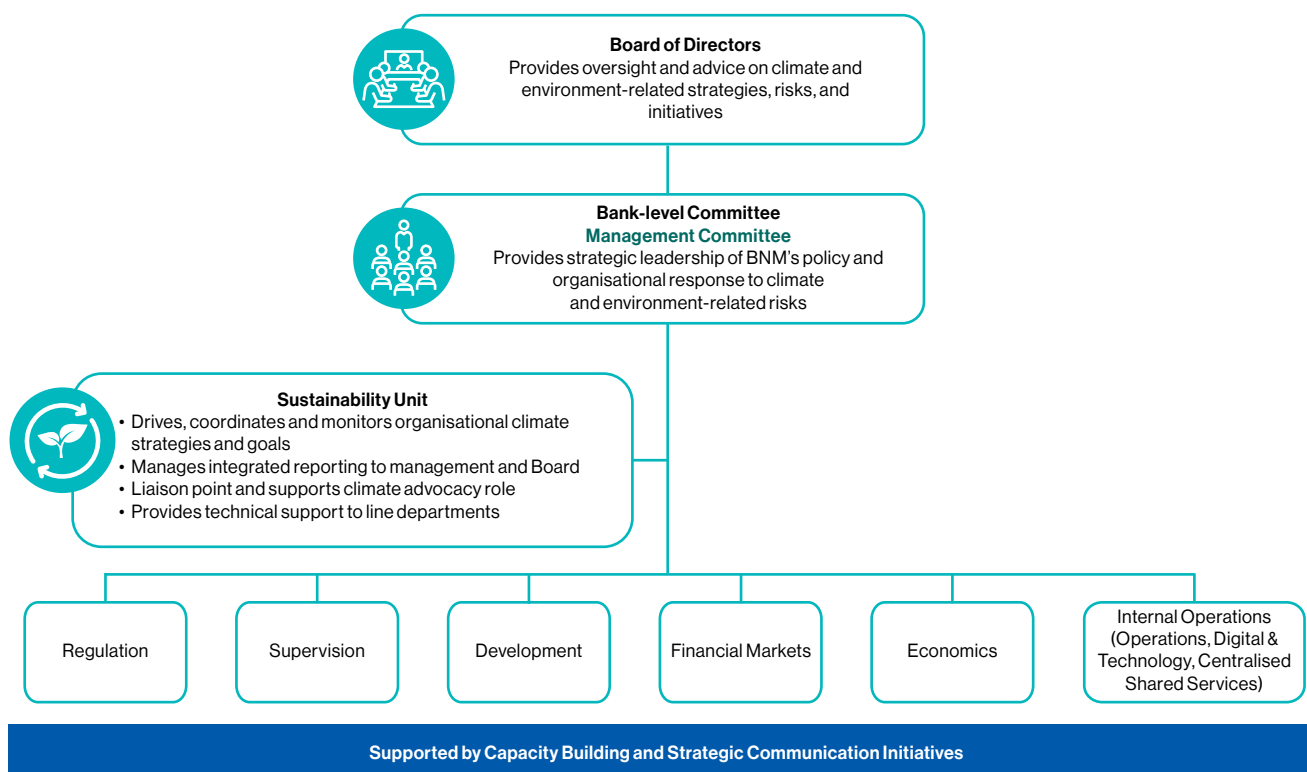 Board of Directors
Provides oversight and advice on climate and
environment-related strategies, risks, and
initiatives
Bank-level Committee
Management Committee
Provides strategic leadership of BNM’s policy and
organisational response to climate
and environment-related risks
Sustainability Unit
• Drives, coordinates and monitors organisational climate
strategies and goals
• Manages integrated reporting to management and Board
• Liaison point and supports climate advocacy role
• Provides technical support to line departments
Regulation
Supervision
Development
Financial Markets
Economics
Internal Operations
(Operations, Digital &
Technology, Centralised
Shared Services)
Supported by Capacity Building and Strategic Communication Initiatives